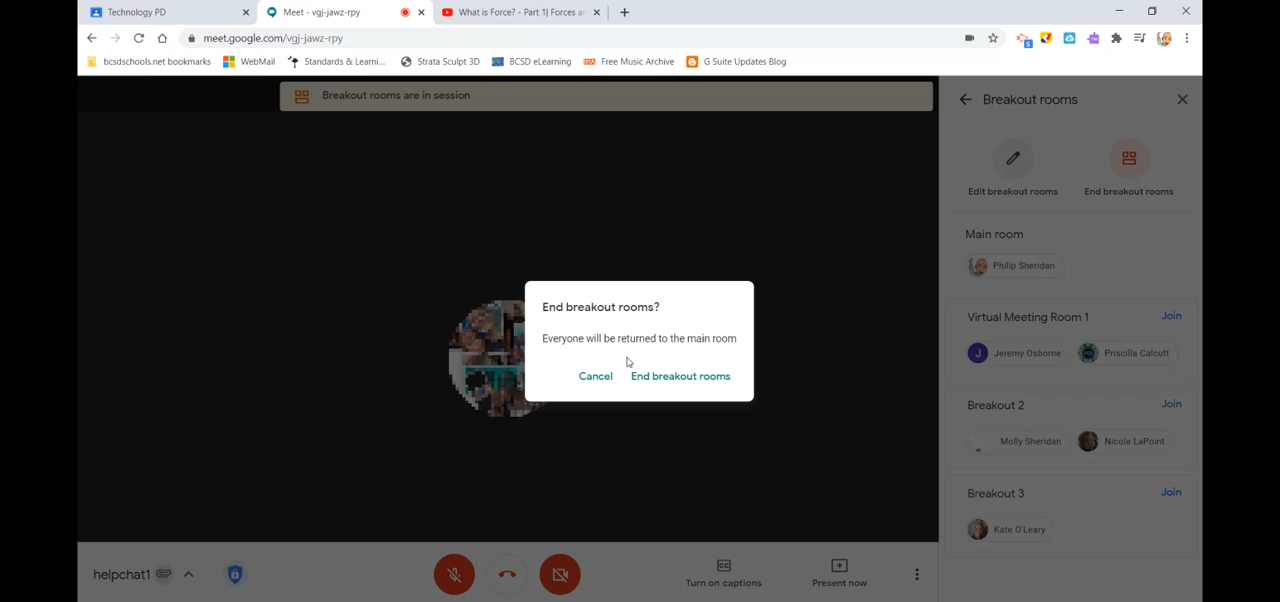 Technology PD
Meet - vgj-jawz-rpy
What is Force? - Part 1| Forces an
meet.google.com/vgj-jawz-rpy
5
bcsdschools.net bookmarks
WebMail
Standards & Learni...
Strata Sculpt 3D
BCSD eLearning
Free Music Archive
G Suite Updates Blog
Breakout rooms are in session
Breakout rooms
Edit breakout rooms
End breakout rooms
Main room
Philip Sheridan
End breakout rooms?
Everyone will be returned to the main room
Cancel
End breakout rooms
Virtual Meeting Room 1
Join
Jeremy Osborne
Priscilla Calcutt
Breakout 2
Join
Molly Sheridan
Nicole LaPoint
Breakout 3
Join
Kate O'Leary
helpchat1
Turn on captions
Present now